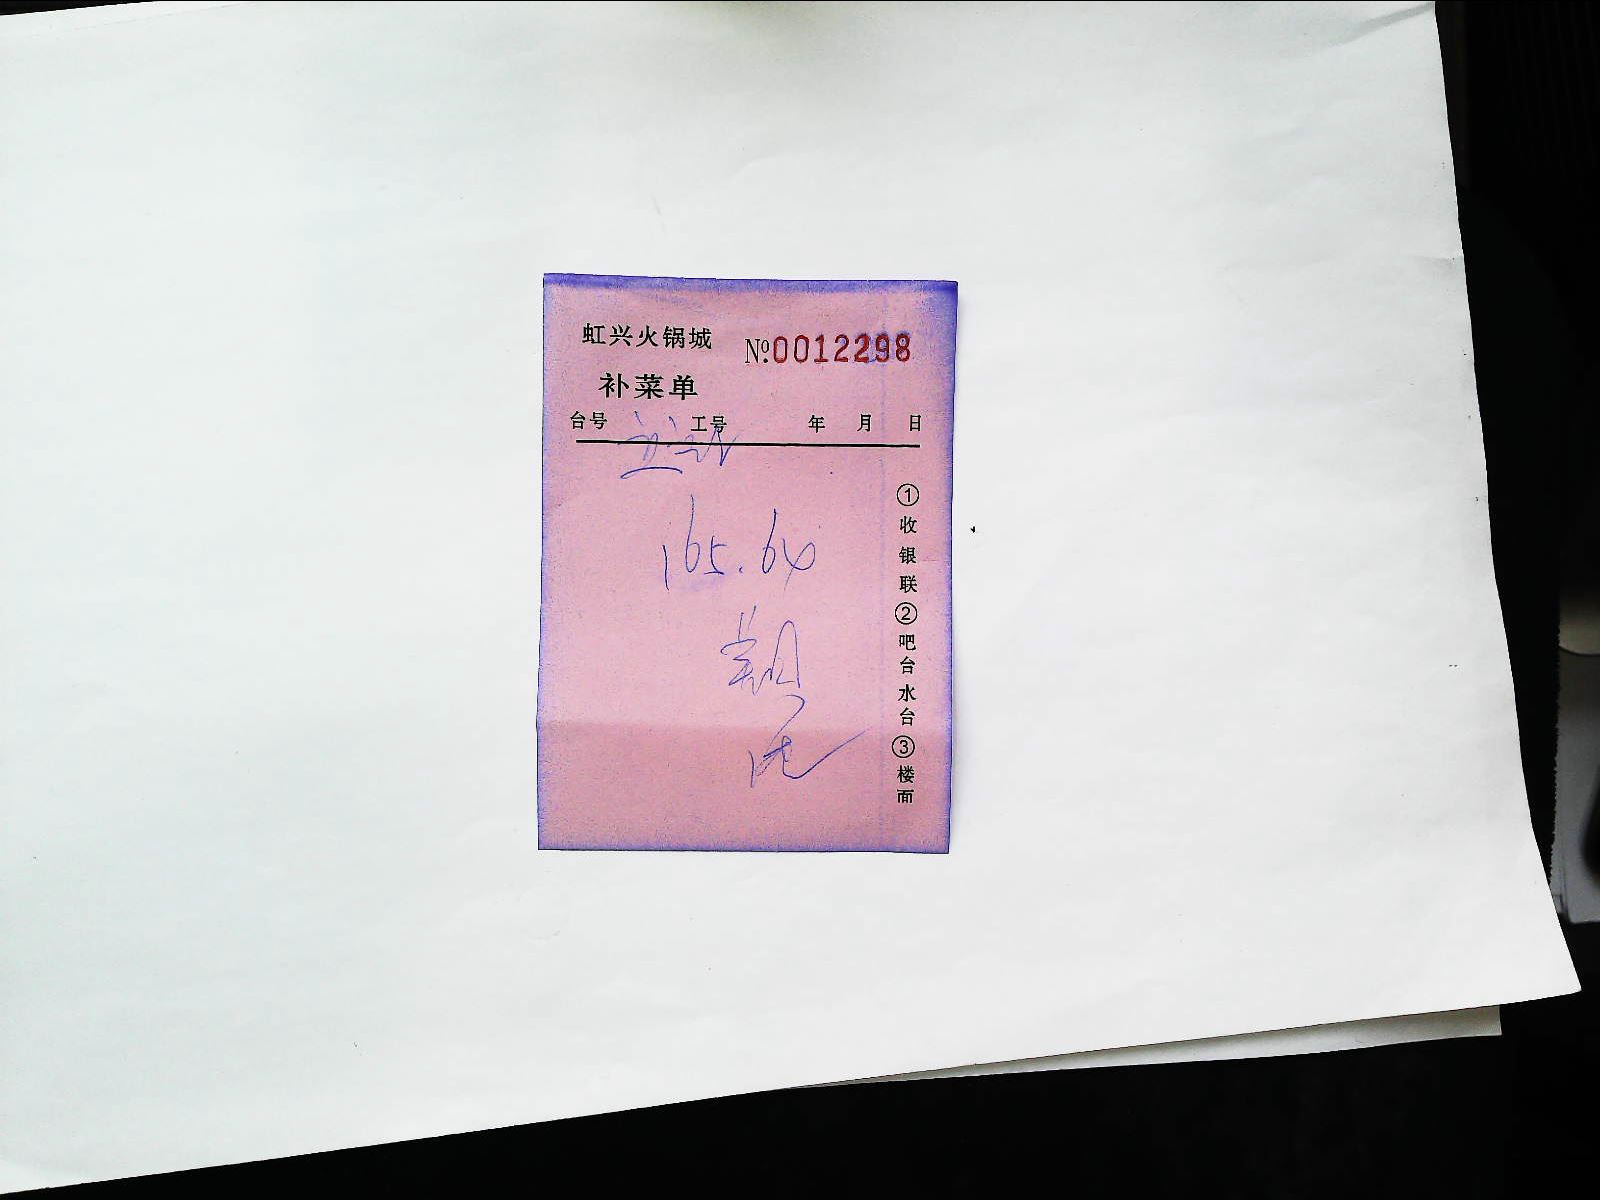 虹兴火锅城 №0012298
补菜单
台号 工号 年 月 日
165.64
①收银联②吧台水台③楼面